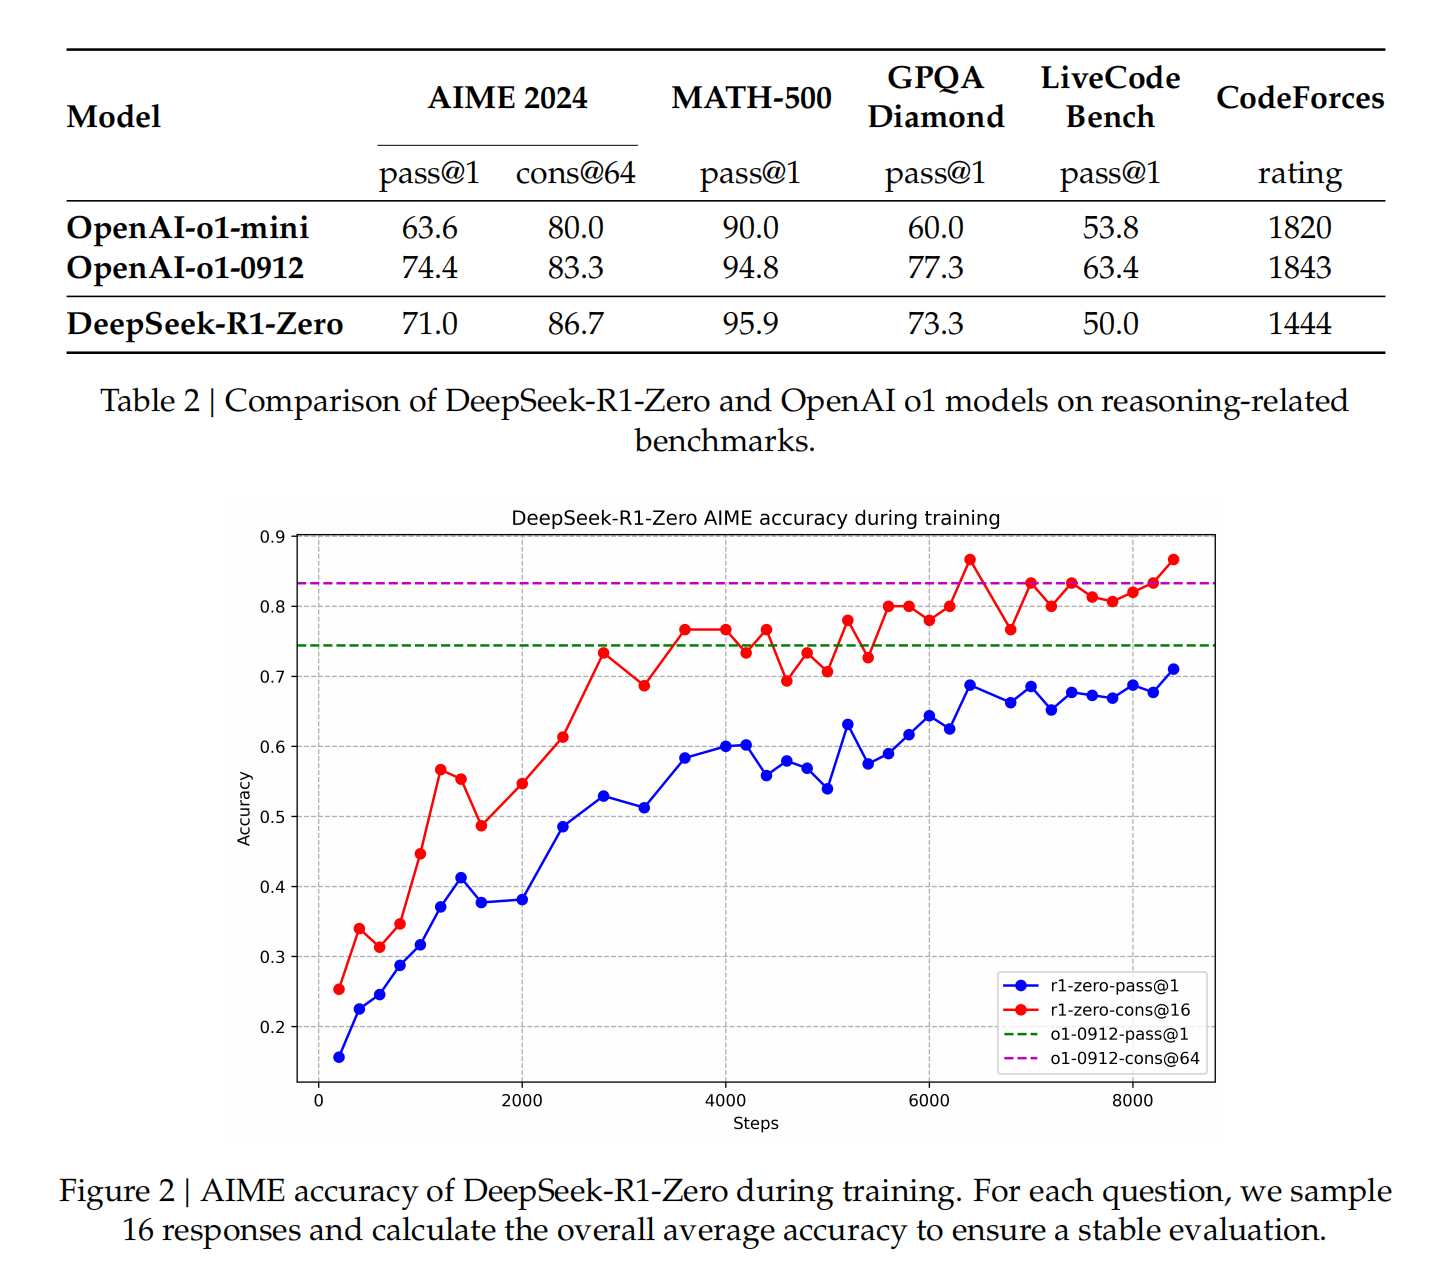 Model AIME 2024 MATH-500 GPQA Diamond LiveCode Bench CodeForces
pass@1 cons@64 pass@1 pass@1 pass@1 rating
OpenAI-o1-mini 63.6 80.0 90.0 60.0 53.8 1820
OpenAI-o1-0912 74.4 83.3 94.8 77.3 63.4 1843
DeepSeek-R1-Zero 71.0 86.7 95.9 73.3 50.0 1444
Table 2 | Comparison of DeepSeek-R1-Zero and OpenAI o1 models on reasoning-related
benchmarks.
DeepSeek-R1-Zero AIME accuracy during training
0.9
0.8
0.7
0.6
0.5
0.4
0.3
0.2
Accuracy
r1-zero-pass@1
r1-zero-cons@16
o1-0912-pass@1
o1-0912-cons@64
0 2000 4000 6000 8000
Steps
Figure 2 | AIME accuracy of DeepSeek-R1-Zero during training. For each question, we sample
16 responses and calculate the overall average accuracy to ensure a stable evaluation.